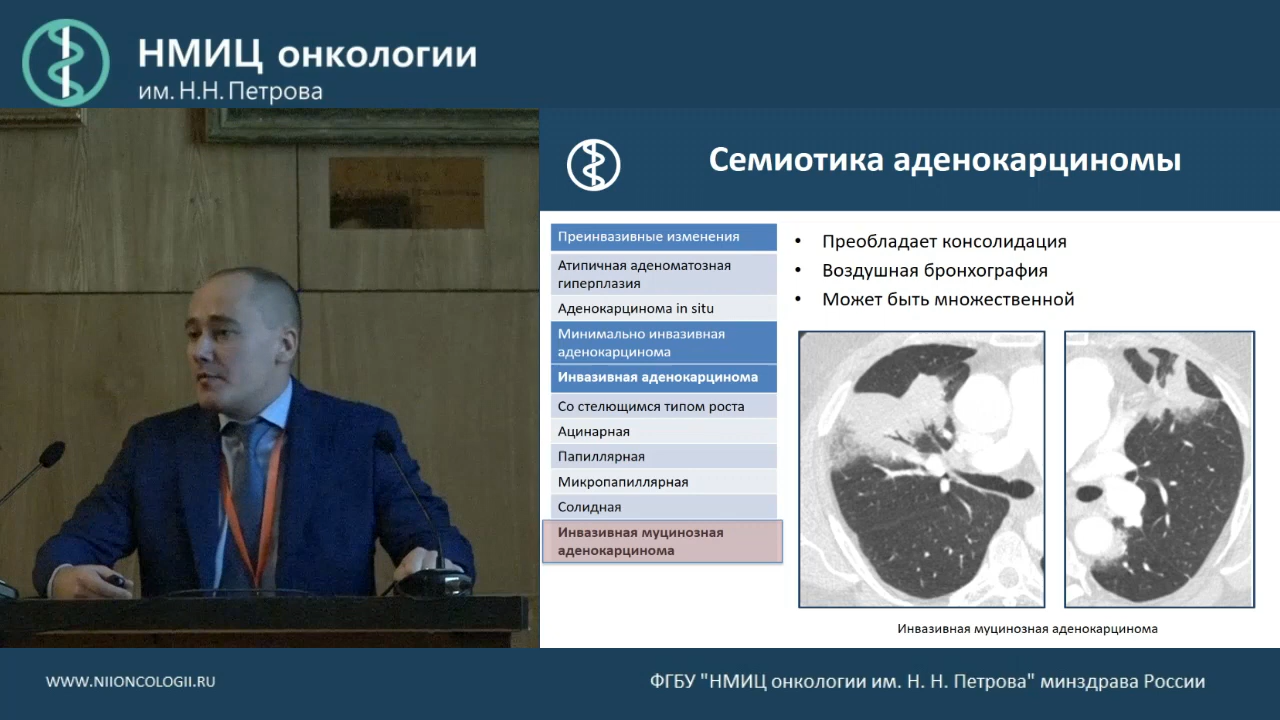 НМИЦ онкологии
им. Н.Н. Петрова
Семиотика аденокарциномы
Преинвазивные изменения
Атипичная аденоматозная
гиперплазия
Аденокарцинома in situ
Минимально инвазивная
аденокарцинома
Инвазивная аденокарцинома
Со стелющимся типом роста
Ацинарная
Папиллярная
Микропапиллярная
Солидная
Инвазивная муцинозная
аденокарцинома
• Преобладает консолидация
• Воздушная бронхография
• Может быть множественной
Инвазивная муцинозная аденокарцинома
WWW.NIIONCOLOGII.RU
ФГБУ "НМИЦ онкологии им. Н. Н. Петрова" минздрава России